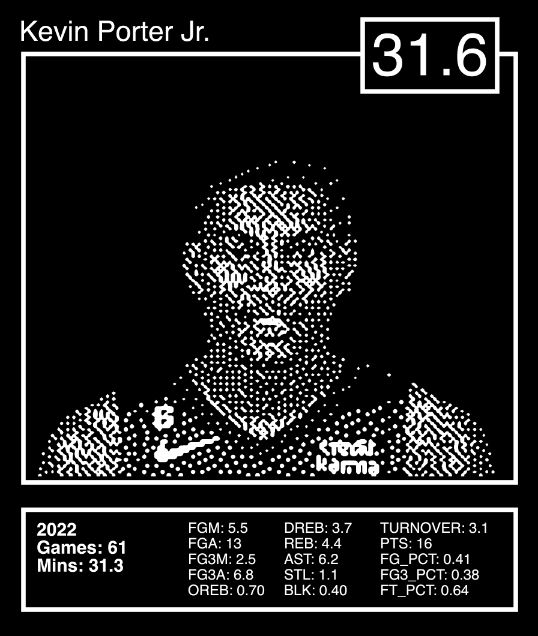 Kevin Porter Jr.
31.6
6
credit
karma
2022
Games: 61
Mins: 31.3
FGM: 5.5
FGA: 13
FG3M: 2.5
FG3A: 6.8
OREB: 0.70
DREB: 3.7
REB: 4.4
AST: 6.2
STL: 1.1
BLK: 0.40
TURNOVER: 3.1
PTS: 16
FG_PCT: 0.41
FG3_PCT: 0.38
FT_PCT: 0.64